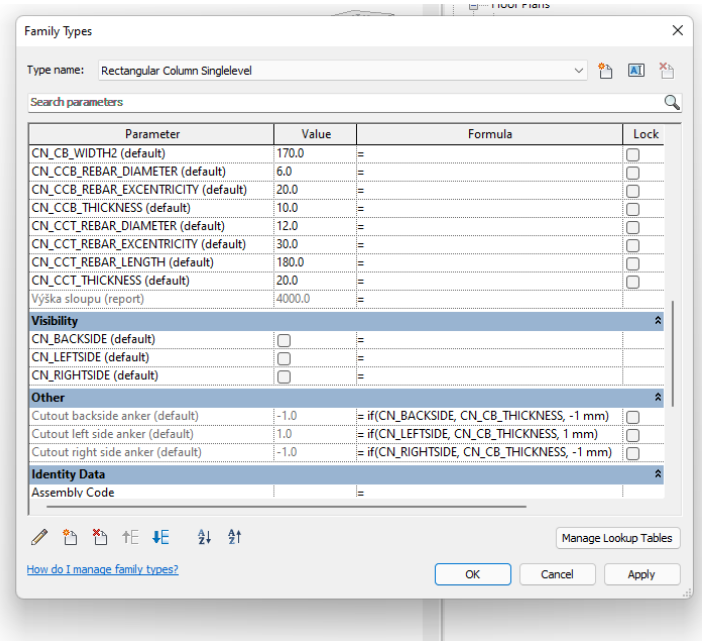 Floor Plans
Family Types
Type name: Rectangular Column Singlelevel
Search parameters
Parameter Value Formula Lock
CN_CB_WIDTH2 (default) 170.0 =
CN_CCB_REBAR_DIAMETER (default) 6.0 =
CN_CCB_REBAR_EXCENTRICITY (default) 20.0 =
CN_CCB_THICKNESS (default) 10.0 =
CN_CCT_REBAR_DIAMETER (default) 12.0 =
CN_CCT_REBAR_EXCENTRICITY (default) 30.0 =
CN_CCT_REBAR_LENGTH (default) 180.0 =
CN_CCT_THICKNESS (default) 20.0 =
Výška sloupu (report) 4000.0 =
Visibility
CN_BACKSIDE (default) =
CN_LEFTSIDE (default) =
CN_RIGHTSIDE (default) =
Other
Cutout backside anker (default) -1.0 = if(CN_BACKSIDE, CN_CB_THICKNESS, -1 mm)
Cutout left side anker (default) 1.0 = if(CN_LEFTSIDE, CN_CB_THICKNESS, 1 mm)
Cutout right side anker (default) -1.0 = if(CN_RIGHTSIDE, CN_CB_THICKNESS, -1 mm)
Identity Data
Assembly Code =
Manage Lookup Tables
How do I manage family types?
OK Cancel Apply